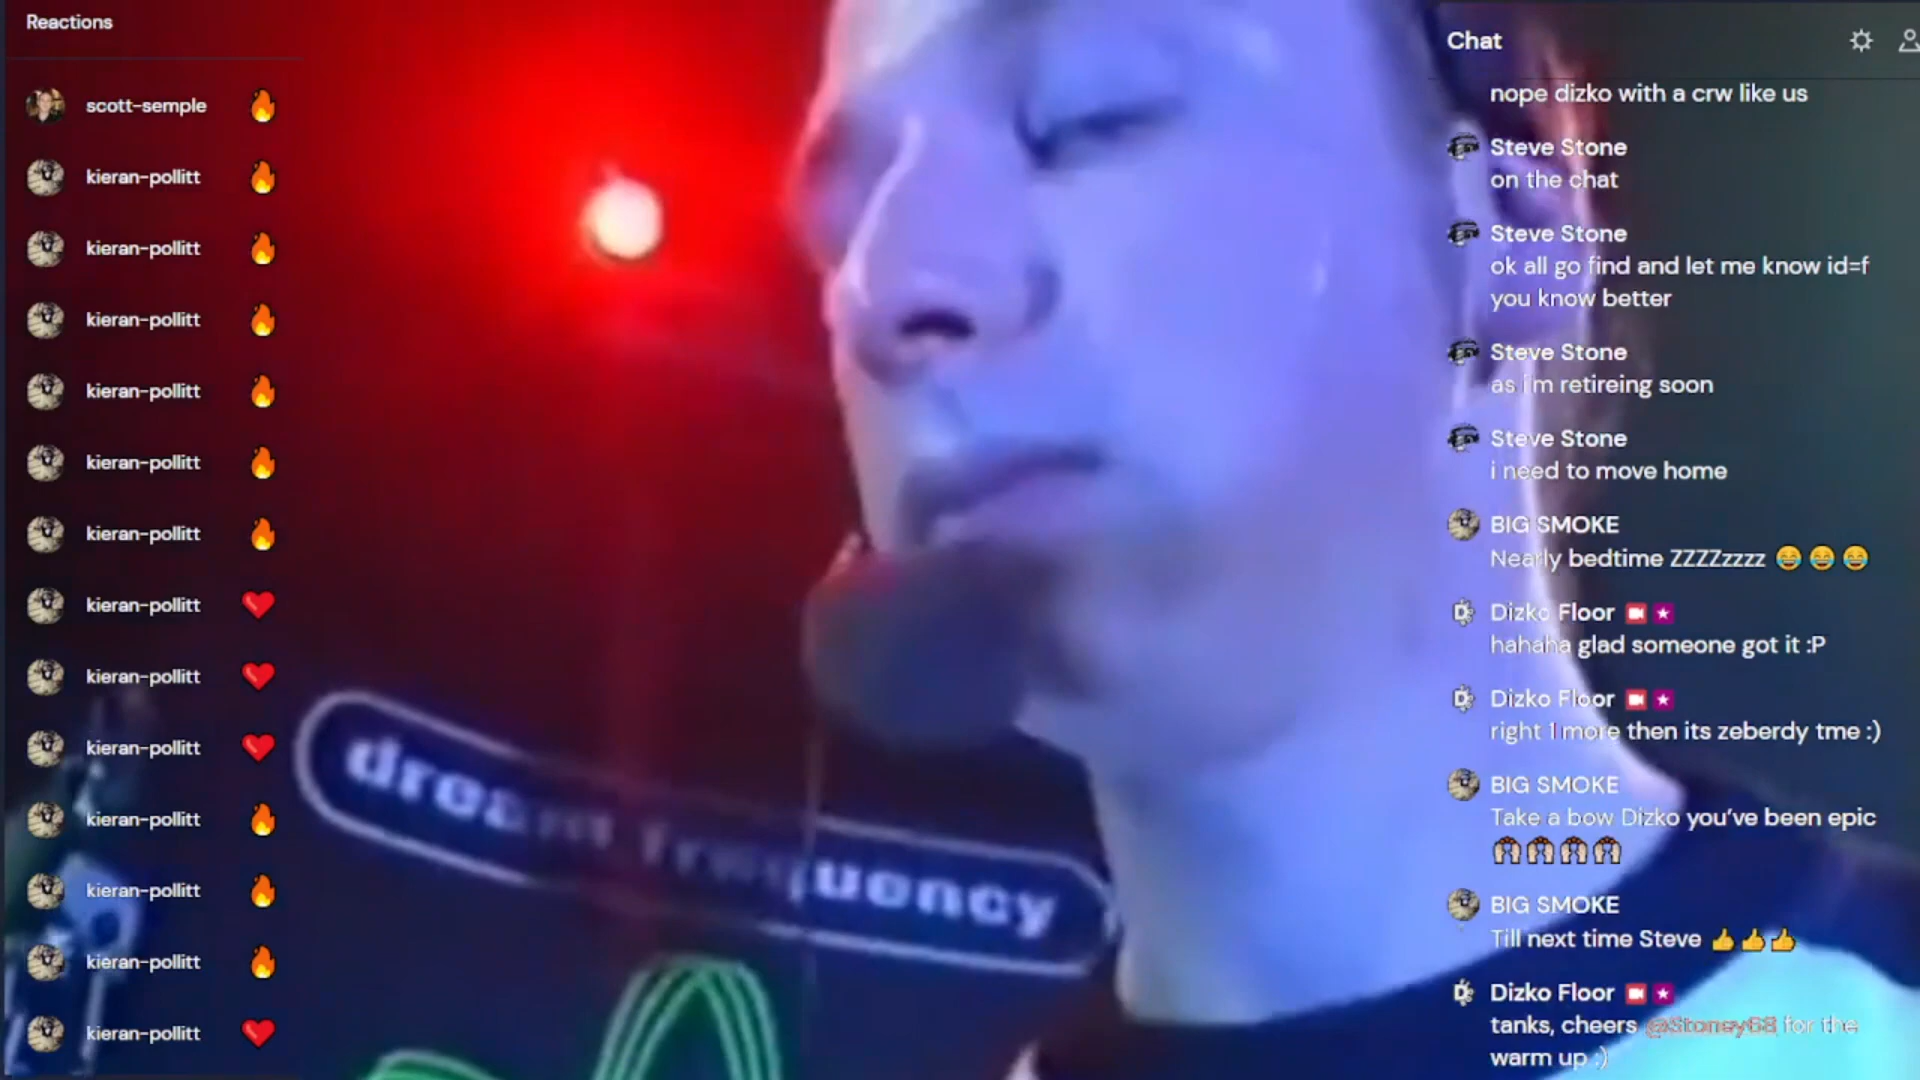 Reactions
scott-semple 🔥
kieran-pollitt 🔥
kieran-pollitt 🔥
kieran-pollitt 🔥
kieran-pollitt 🔥
kieran-pollitt 🔥
kieran-pollitt 🔥
kieran-pollitt ❤️
kieran-pollitt ❤️
kieran-pollitt ❤️
kieran-pollitt 🔥
kieran-pollitt 🔥
kieran-pollitt 🔥
kieran-pollitt ❤️
dream frequency
Chat
nope dizko with a crw like us
Steve Stone
on the chat
Steve Stone
ok all go find and let me know id=f
you know better
Steve Stone
as i'm retireing soon
Steve Stone
i need to move home
BIG SMOKE
Nearly bedtime ZZZZzzzz 😂 😂 😂
Dizko Floor
hahaha glad someone got it :P
Dizko Floor
right 1 more then its zeberdy tme :)
BIG SMOKE
Take a bow Dizko you've been epic
🙌🙌🙌🙌
BIG SMOKE
Till next time Steve 👍👍👍
Dizko Floor
tanks, cheers @Stoney68 for the
warm up :)